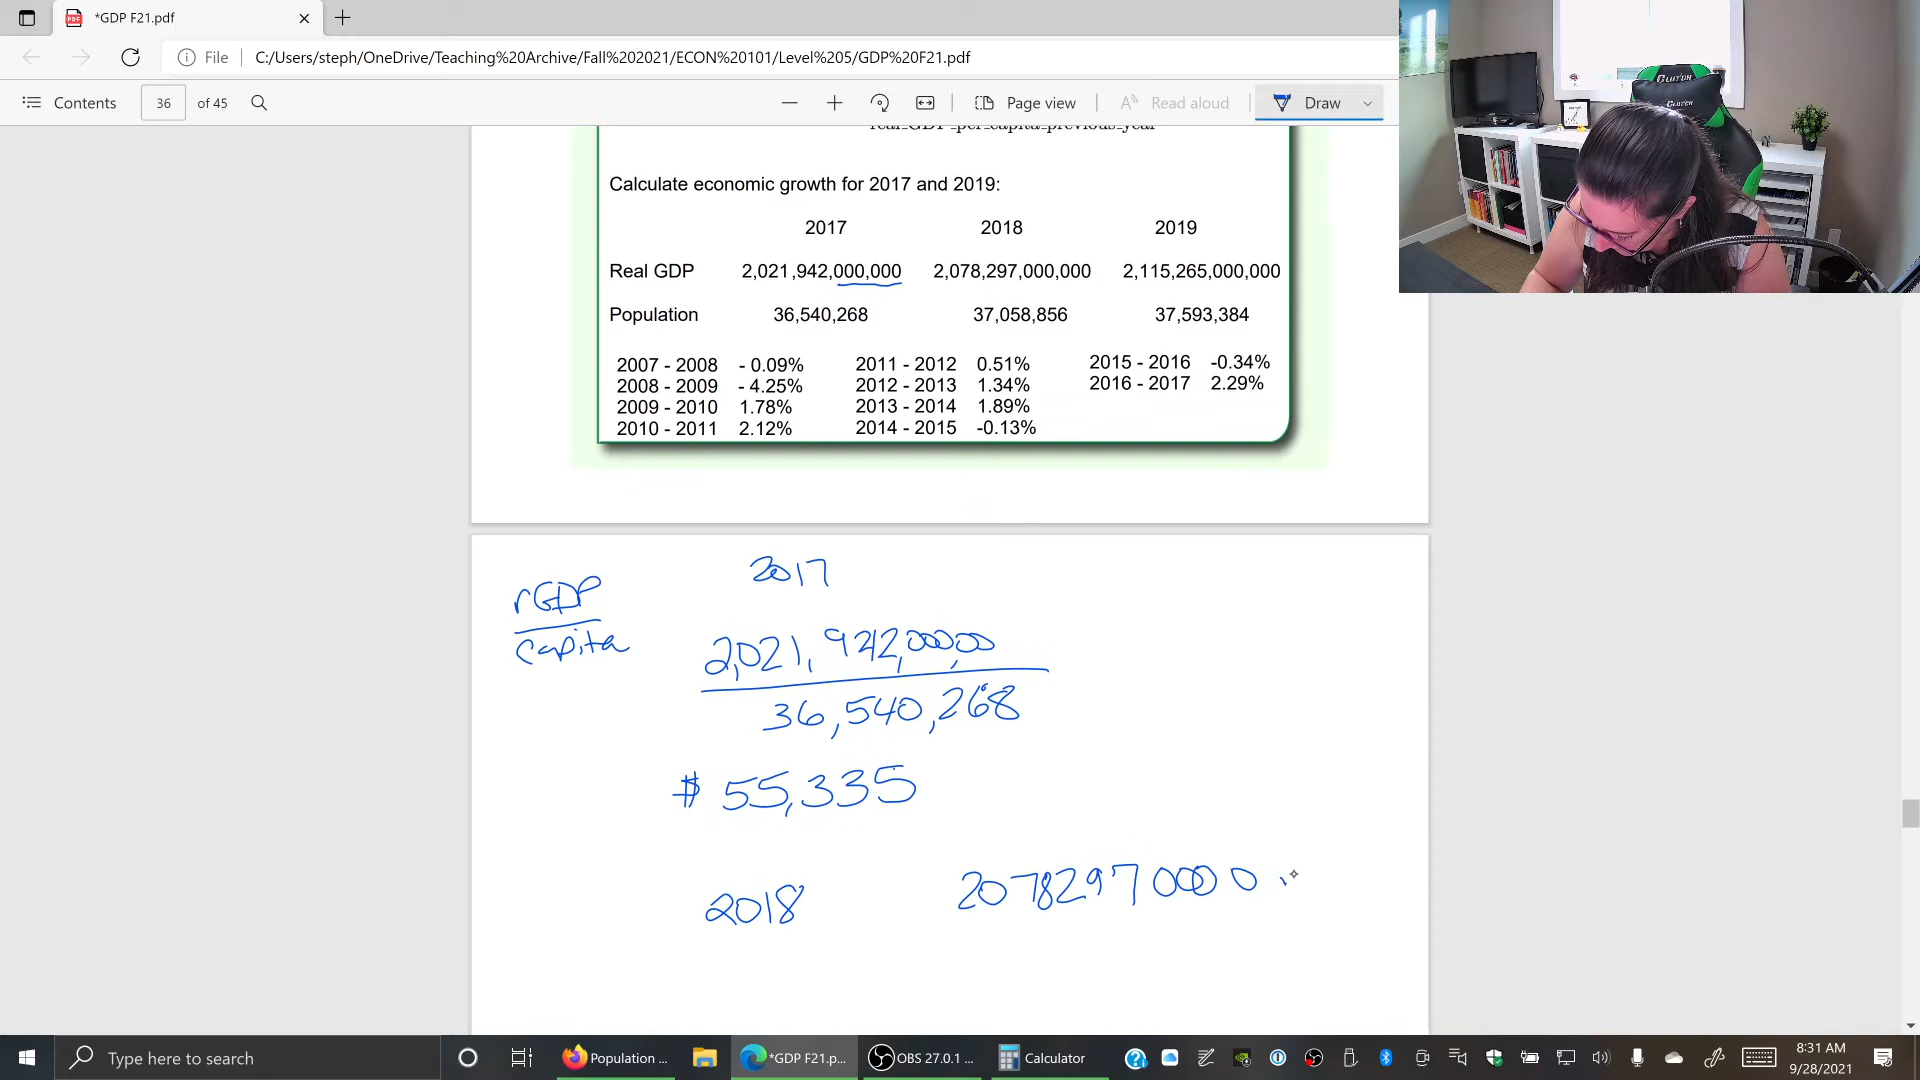 *GDP F21.pdf
File C:/Users/steph/OneDrive/Teaching%20Archive/Fall%202021/ECON%20101/Level%205/GDP%20F21.pdf
Contents 36 of 45 Page view Read aloud Draw
real_GDP_per_capital_previous_year
Calculate economic growth for 2017 and 2019:
2017 2018 2019
Real GDP 2,021,942,000,000 2,078,297,000,000 2,115,265,000,000
Population 36,540,268 37,058,856 37,593,384
2007 - 2008 - 0.09% 2011 - 2012 0.51% 2015 - 2016 -0.34%
2008 - 2009 - 4.25% 2012 - 2013 1.34% 2016 - 2017 2.29%
2009 - 2010 1.78% 2013 - 2014 1.89%
2010 - 2011 2.12% 2014 - 2015 -0.13%
2017
rGDP
capita
2,021,942,000,00
36,540,268
$ 55,335
2018 20782970000
Type here to search Population ... *GDP F21.p... OBS 27.0.1 ... Calculator 8:31 AM
9/28/2021
CLUTCH
CLUTCH